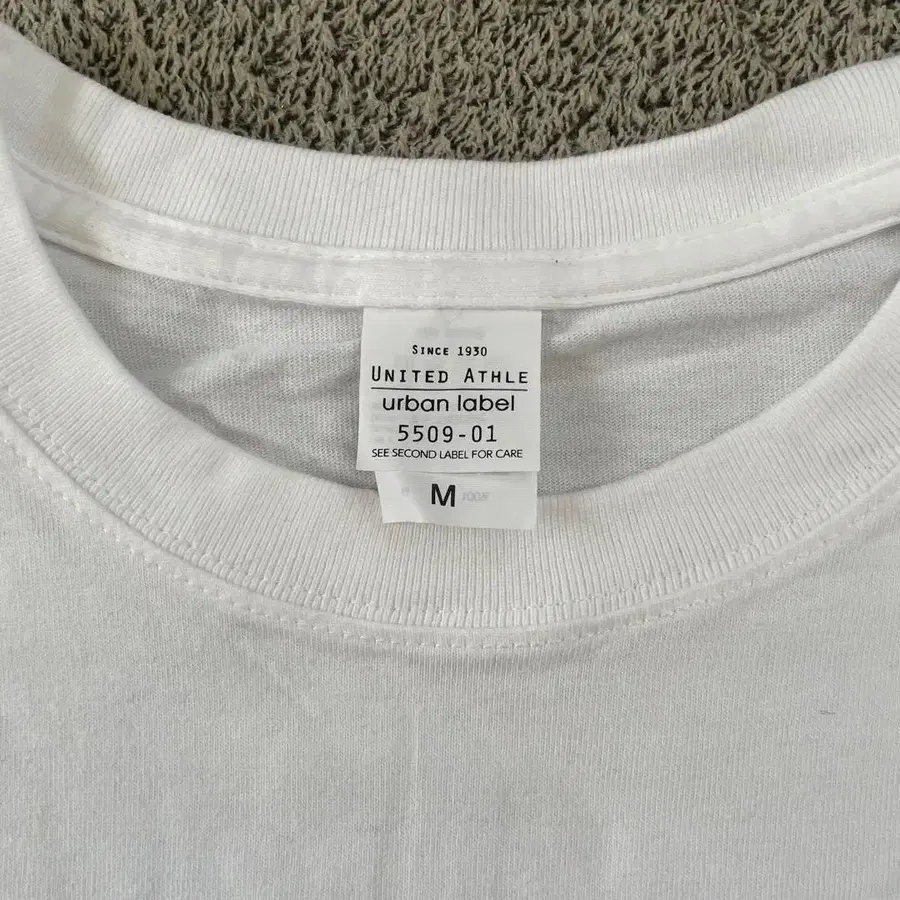 SINCE 1930
UNITED ATHLE
urban label
5509-01
SEE SECOND LABEL FOR CARE
M